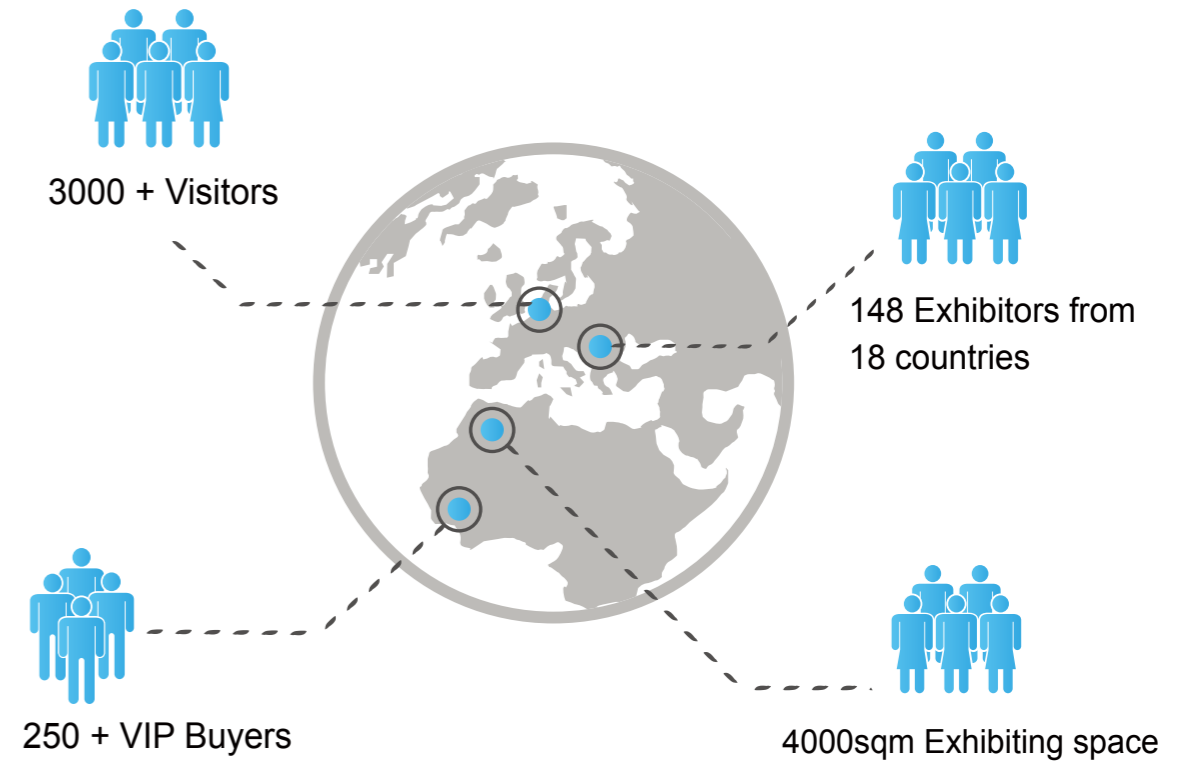 3000 + Visitors
148 Exhibitors from
18 countries
250 + VIP Buyers
4000sqm Exhibiting space